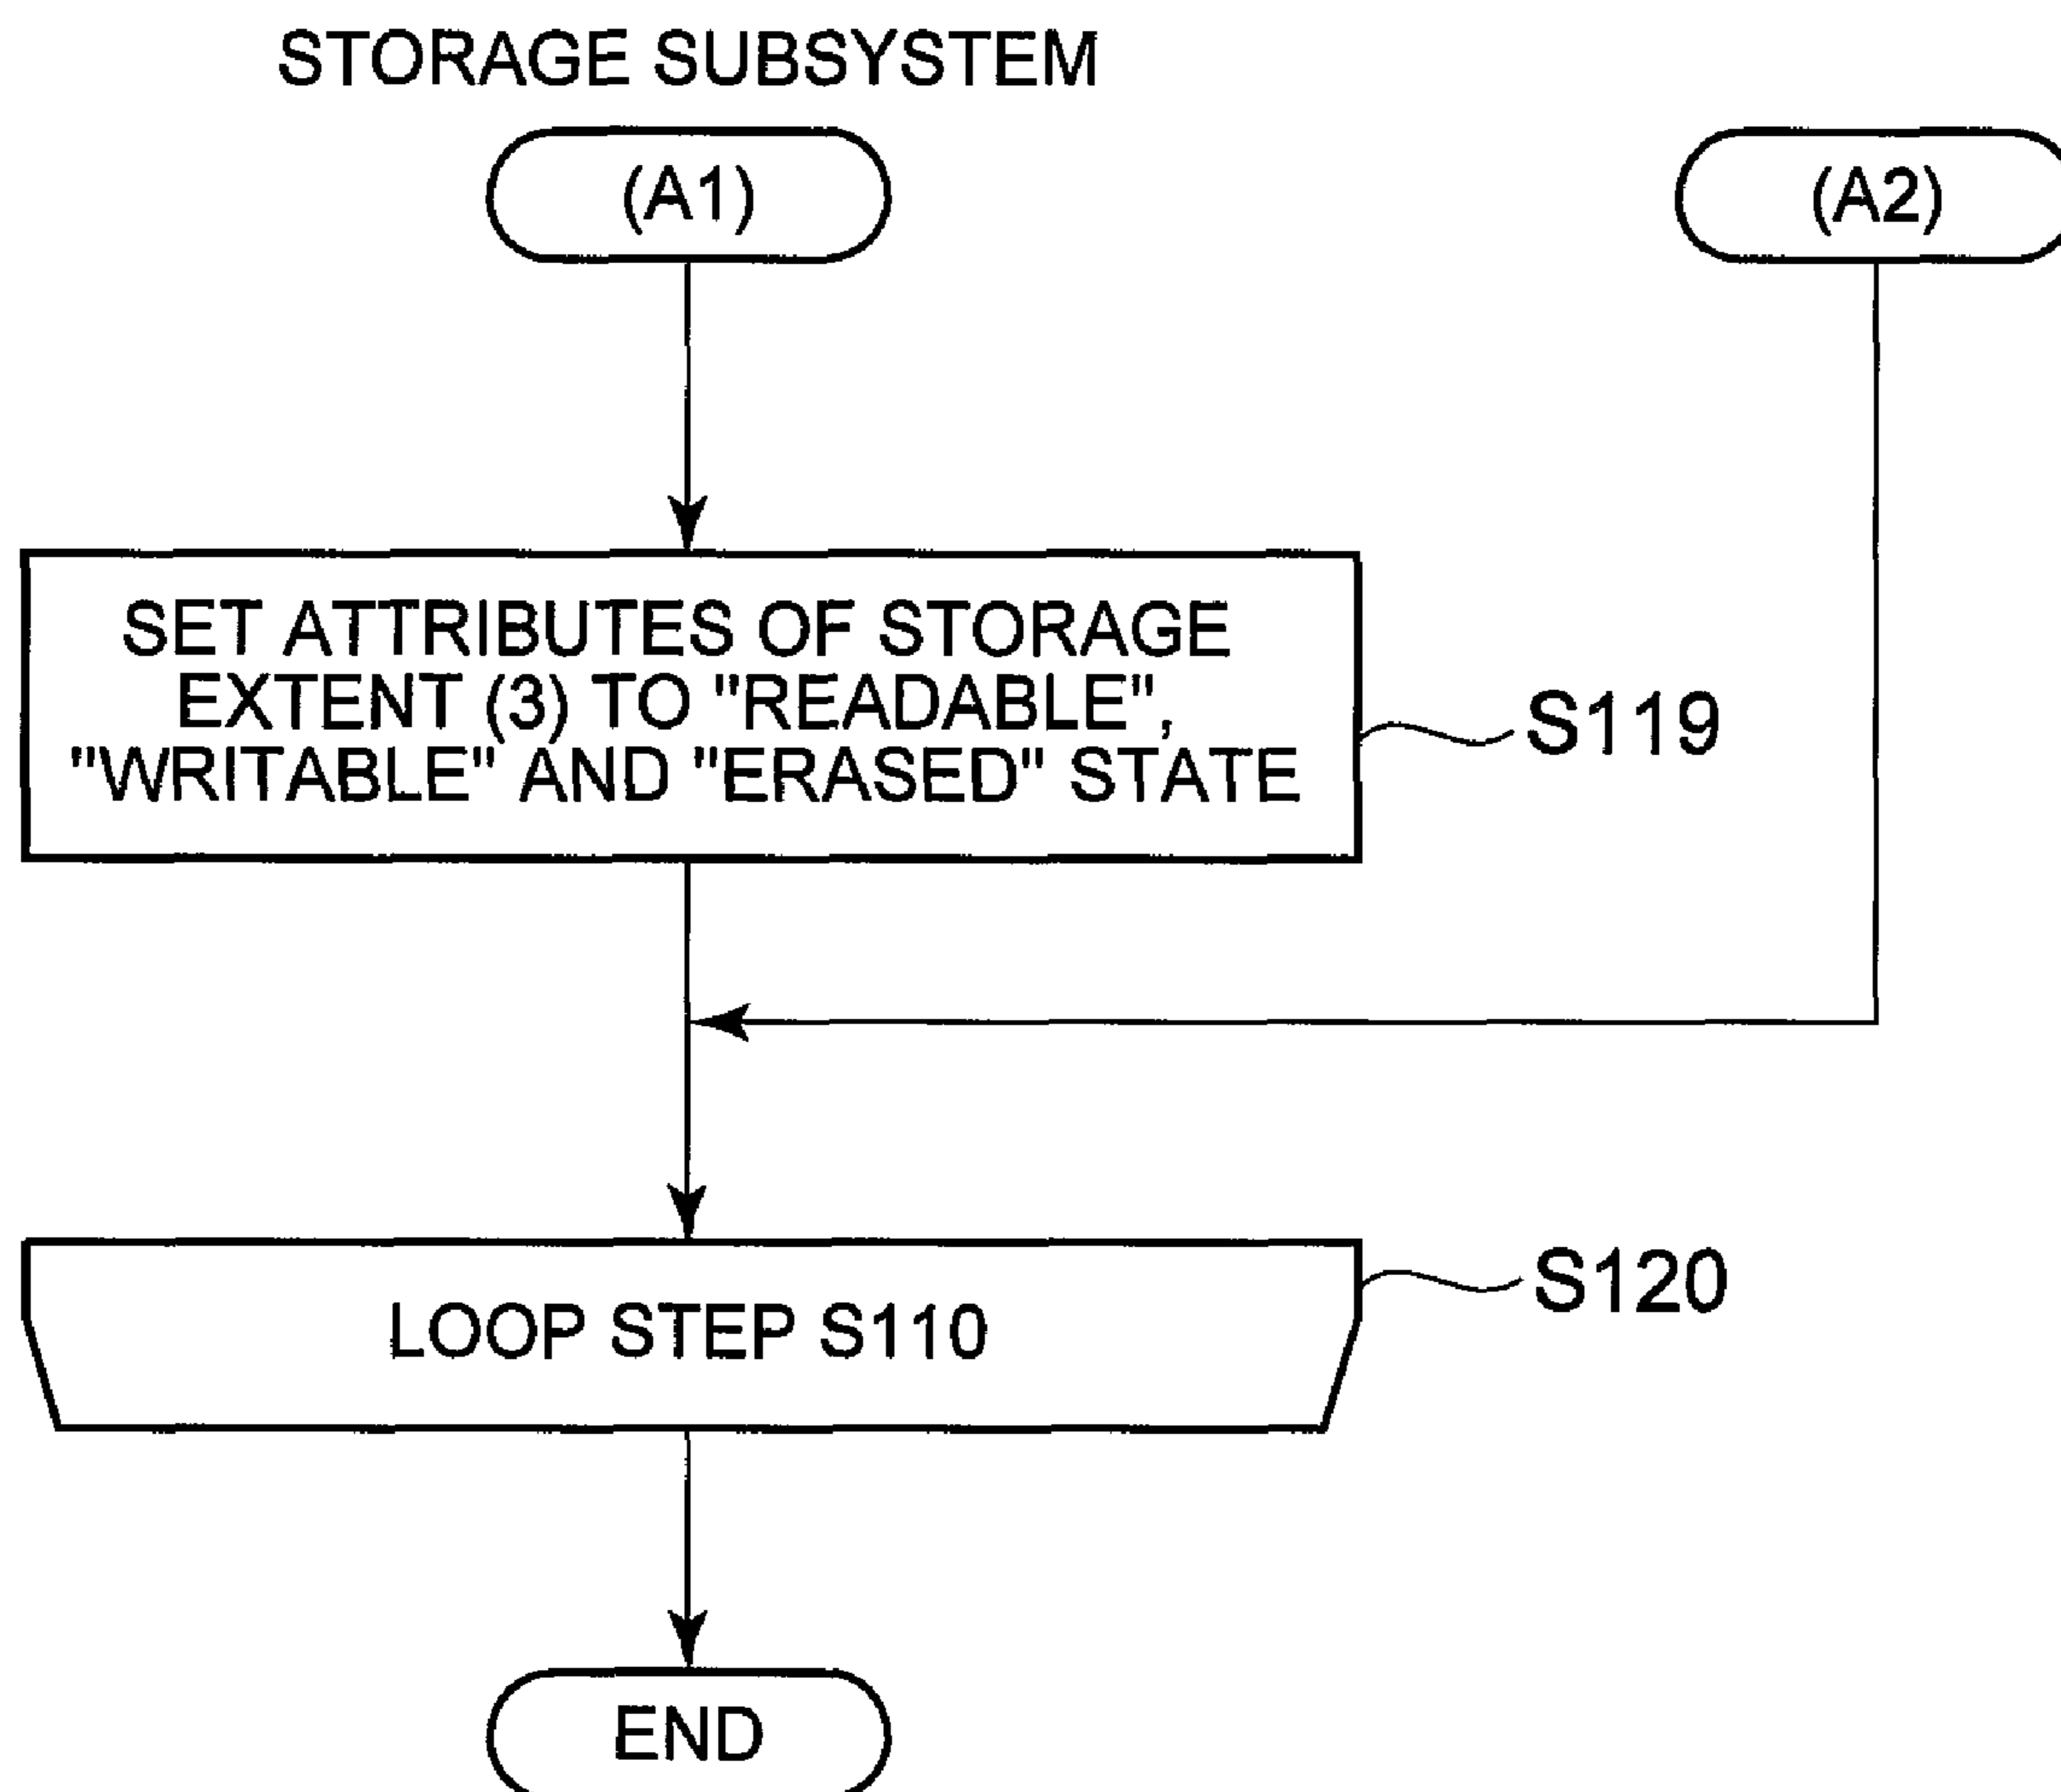 STORAGE SUBSYSTEM
(A1)
(A2)
SET ATTRIBUTES OF STORAGE
EXTENT (3) TO "READABLE",
"WRITABLE" AND "ERASED" STATE
S119
S120
LOOP STEP S110
END